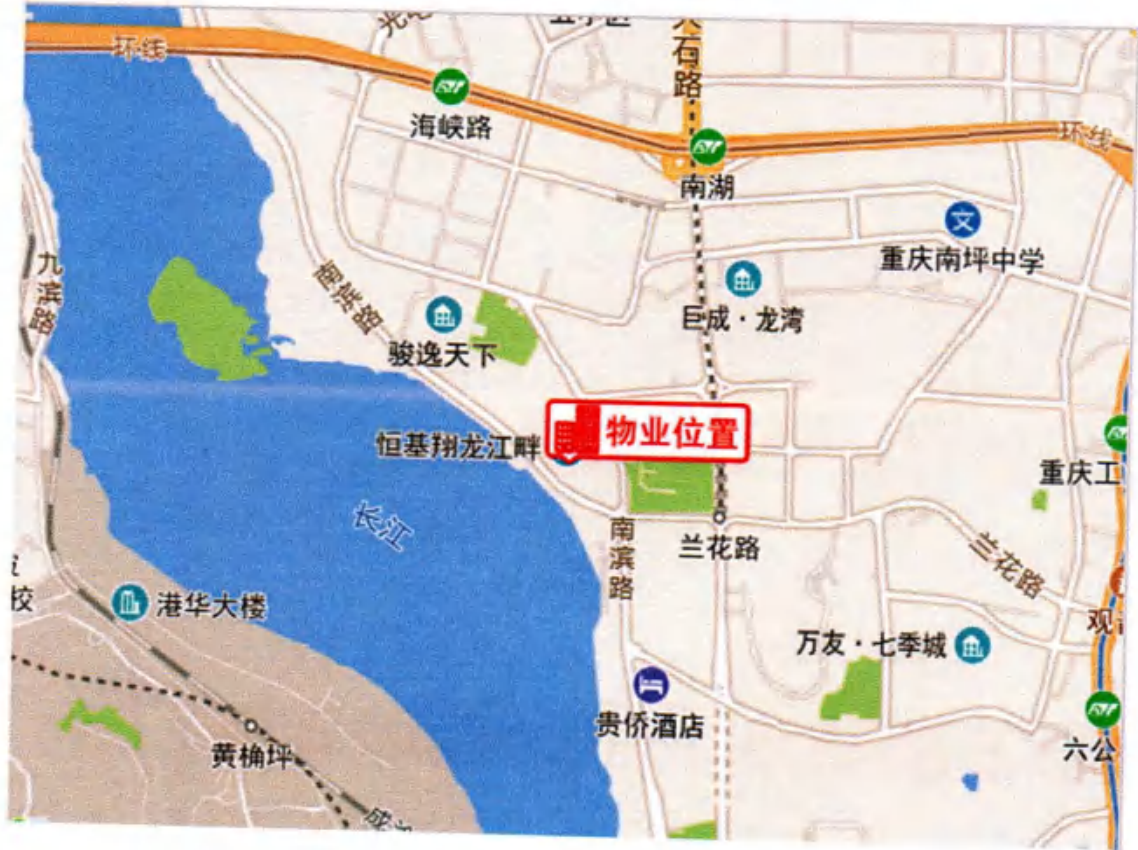 环线
大石路
海峡路
南湖
环线
重庆南坪中学
九滨路
南滨路
巨成·龙湾
骏逸天下
物业位置
恒基翔龙江畔
重庆工
长江
南滨路
兰花路
兰花路
校
港华大楼
万友·七季城
贵侨酒店
黄桷坪
六公